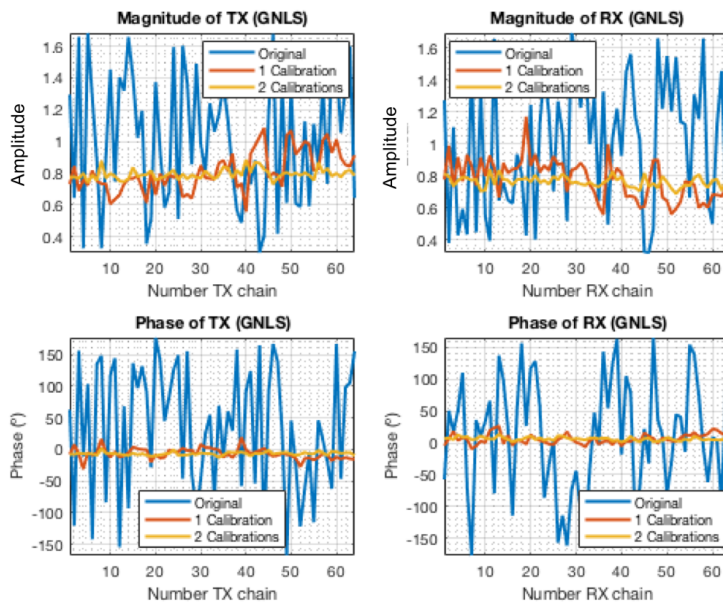 Magnitude of TX (GNLS)
Amplitude
1.6
1.4
1.2
1
0.8
0.6
0.4
Original
1 Calibration
2 Calibrations
10 20 30 40 50 60
Number TX chain
Magnitude of RX (GNLS)
Amplitude
1.6
1.4
1.2
1
0.8
0.6
0.4
Original
1 Calibration
2 Calibrations
10 20 30 40 50 60
Number RX chain
Phase of TX (GNLS)
Phase (º)
150
100
50
0
-50
-100
-150
Original
1 Calibration
2 Calibrations
10 20 30 40 50 60
Number TX chain
Phase of RX (GNLS)
Phase (º)
150
100
50
0
-50
-100
-150
Original
1 Calibration
2 Calibrations
10 20 30 40 50 60
Number RX chain